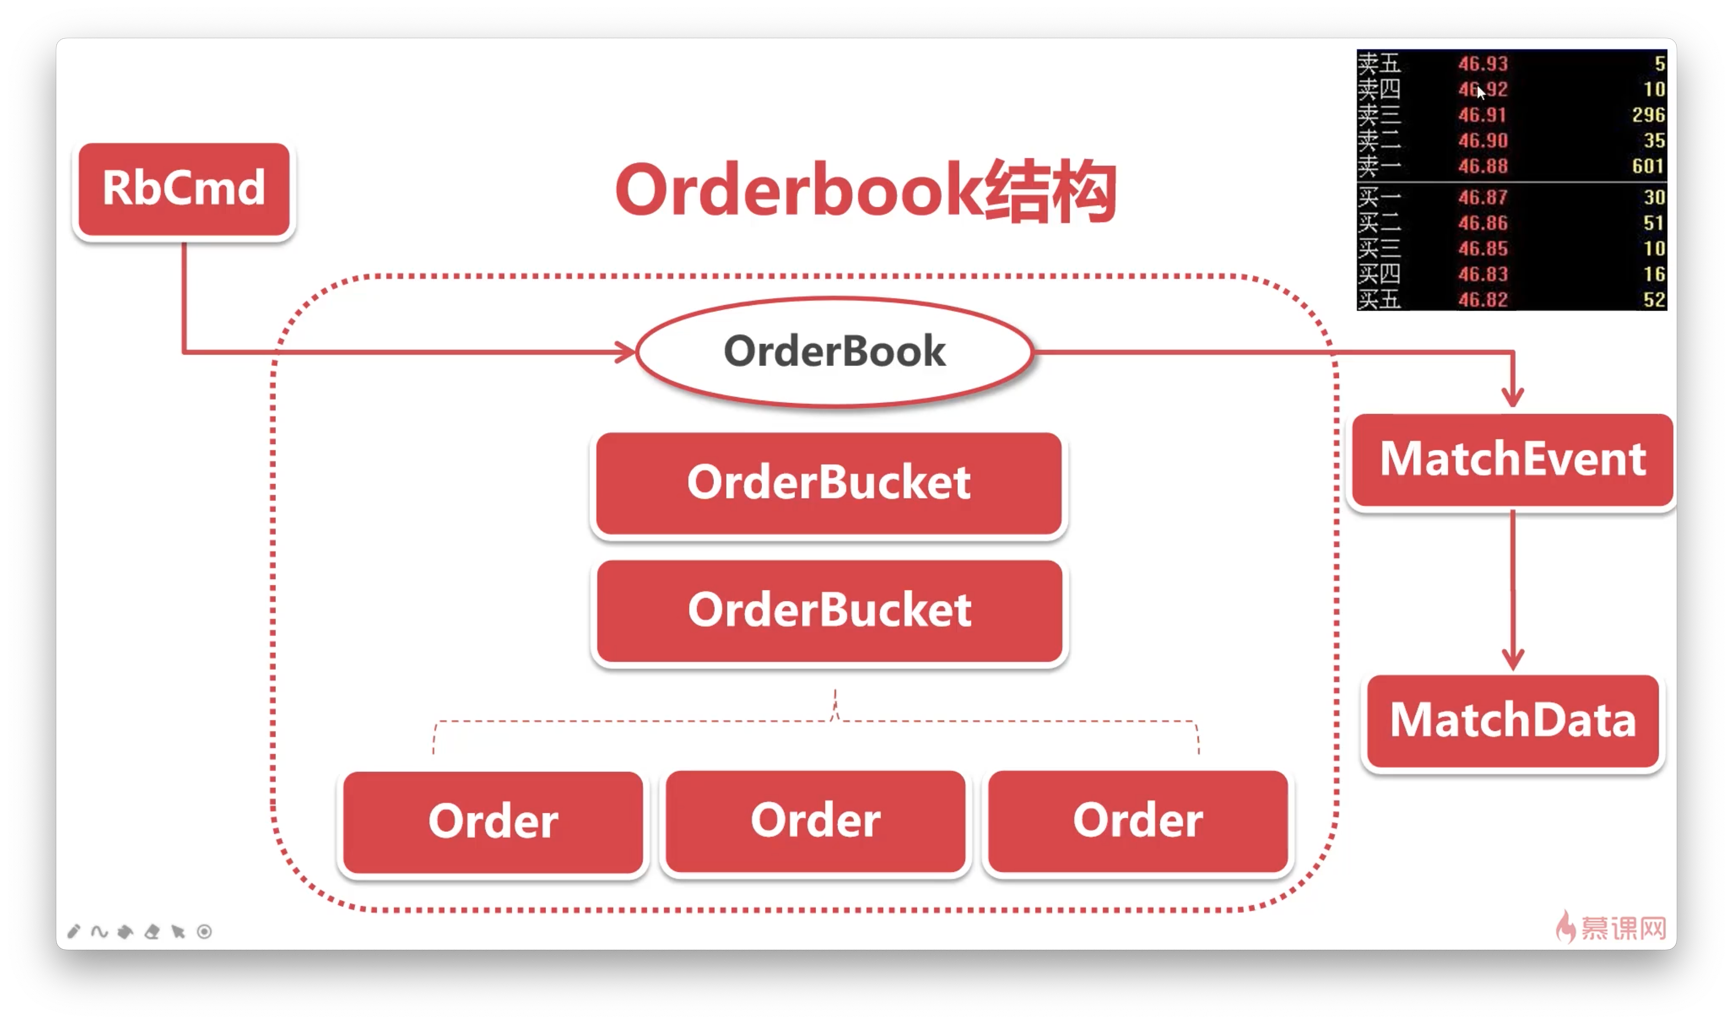 卖五 46.93 5
卖四 46.92 10
卖三 46.91 296
卖二 46.90 35
卖一 46.88 601
买一 46.87 30
买二 46.86 51
买三 46.85 10
买四 46.83 16
买五 46.82 52
RbCmd
Orderbook结构
OrderBook
OrderBucket
MatchEvent
OrderBucket
MatchData
Order Order Order
慕课网